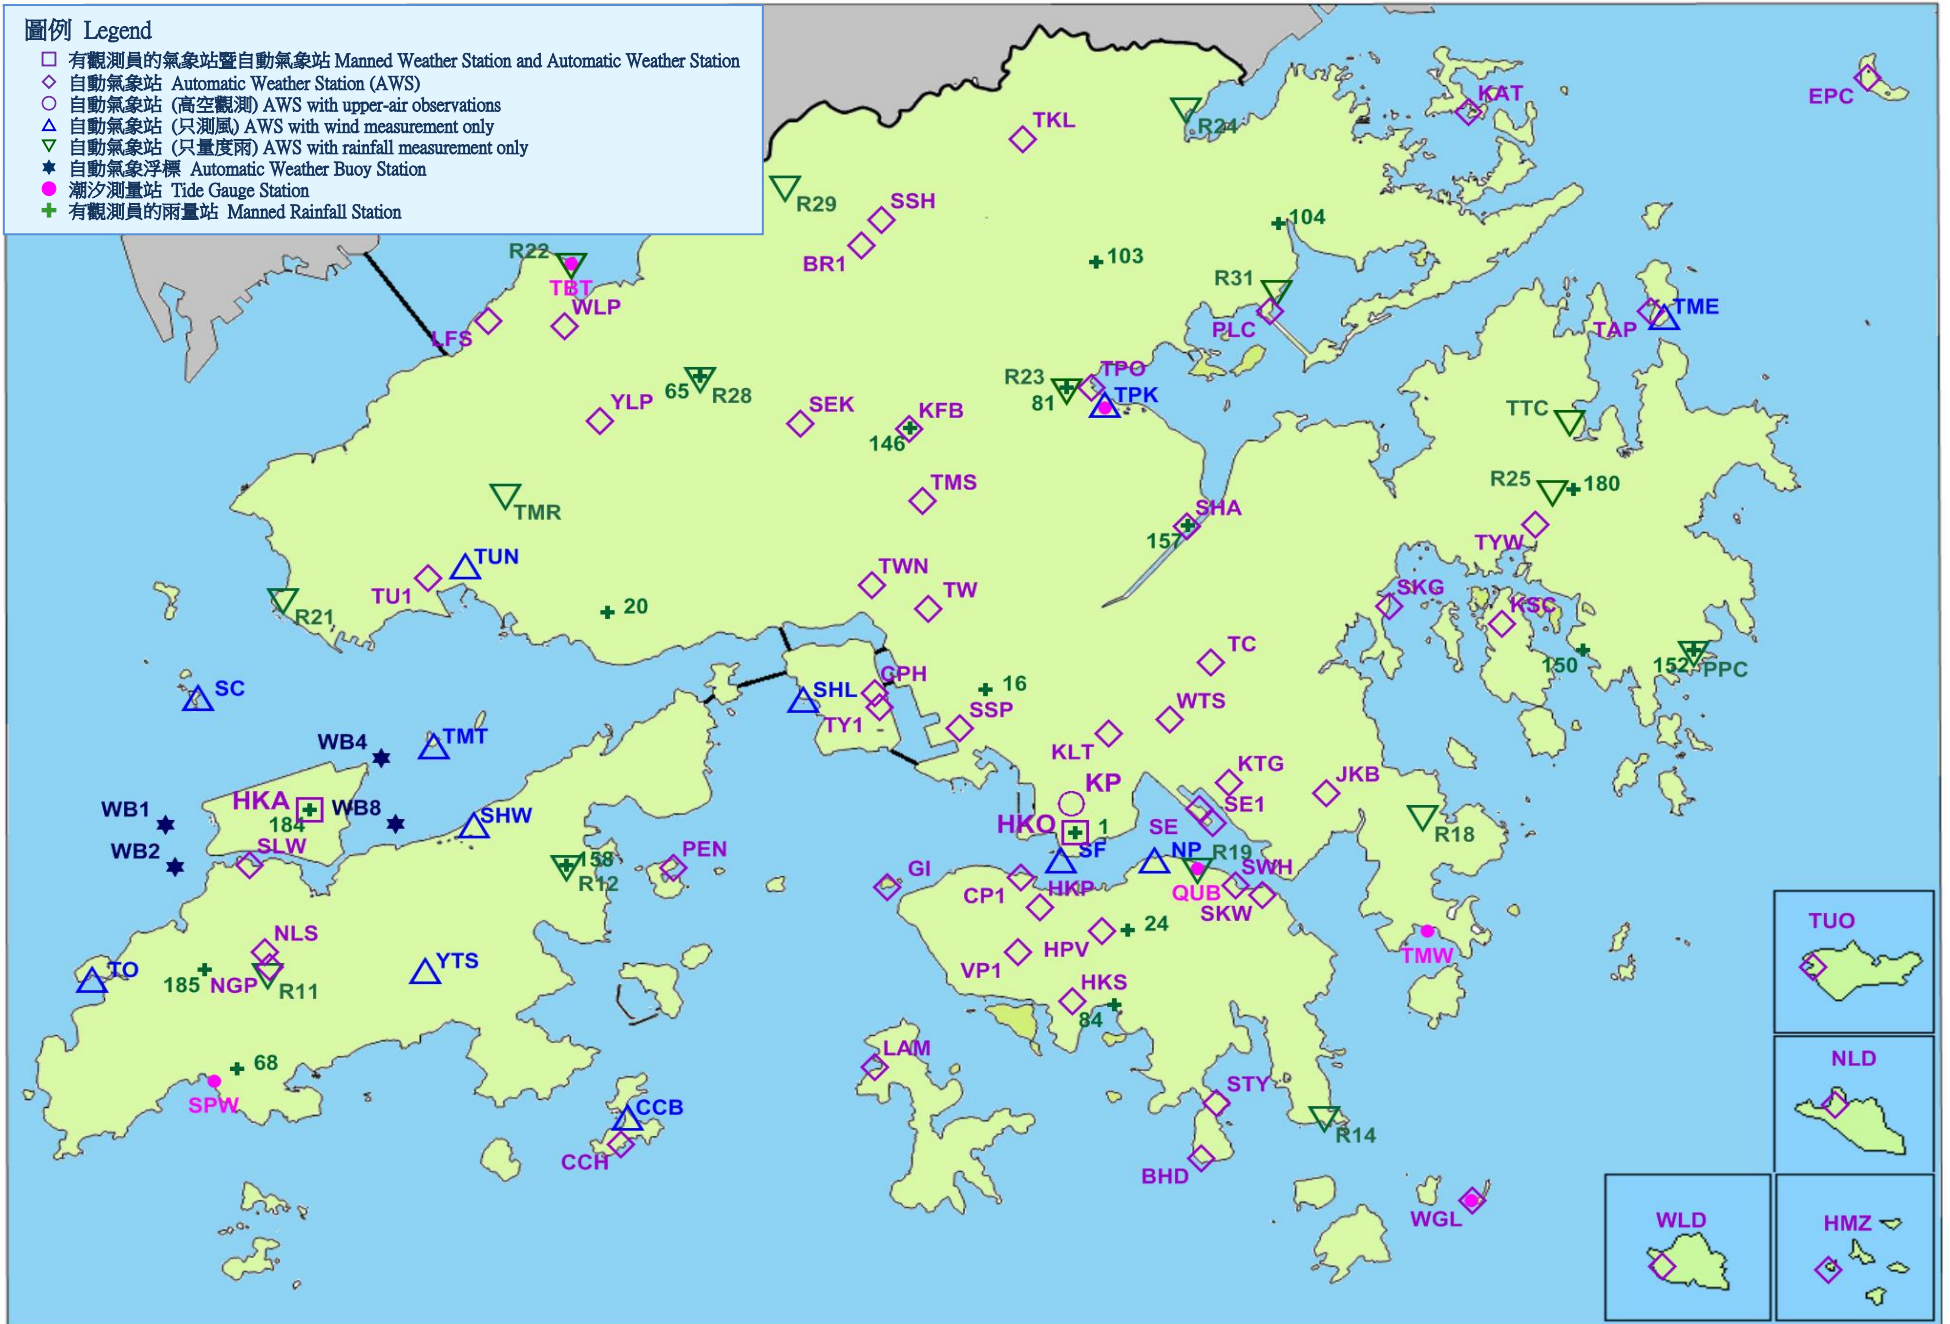 圖例 Legend
有觀測員的氣象站暨自動氣象站 Manned Weather Station and Automatic Weather Station
自動氣象站 Automatic Weather Station (AWS)
自動氣象站 (高空觀測) AWS with upper-air observations
自動氣象站 (只測風) AWS with wind measurement only
自動氣象站 (只量度雨) AWS with rainfall measurement only
自動氣象浮標 Automatic Weather Buoy Station
潮汐測量站 Tide Gauge Station
有觀測員的雨量站 Manned Rainfall Station
KAT
EPC
TKL
R24
R29
SSH
104
R22
BR1
103
TBT
R31
WLP
TME
LFS
PLC
TAP
TPO
R23
65
R28
81
TPK
YLP
SEK
KFB
TTC
146
TMS
R25
180
TMR
SHA
157
TYW
TUN
TWN
TU1
TW
SKG
KSC
R21
20
TC
150
152
PPC
CPH
SC
SHL
16
TY1
SSP
WTS
WB4
TMT
KLT
KTG
JKB
KP
HKA
WB1
WB8
184
SHW
SE1
HKO
1
SE
R18
WB2
SLW
158
R12
PEN
SF
NP
R19
GI
SWH
CP1
HKP
QUB
SKW
NLS
24
TUO
HPV
TMW
TO
YTS
VP1
185
NGP
R11
HKS
84
68
LAM
NLD
SPW
STY
CCB
R14
CCH
BHD
WGL
WLD
HMZ